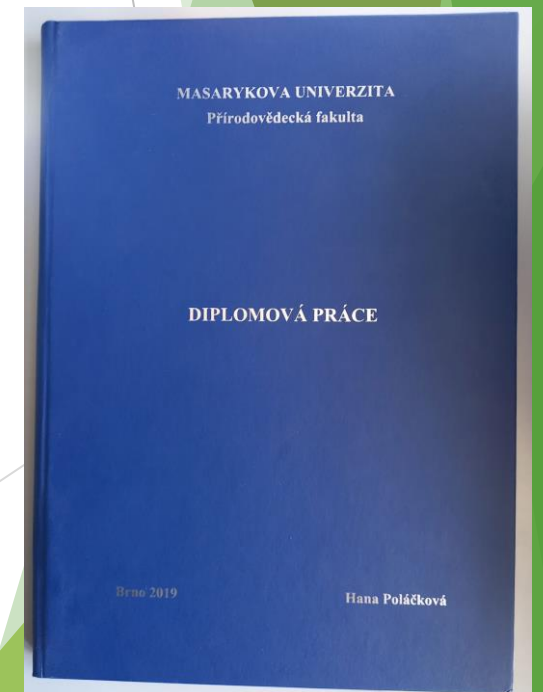 MASARYKOVA UNIVERZITA
Přírodovědecká fakulta
DIPLOMOVÁ PRÁCE
Brno 2019
Hana Poláčková